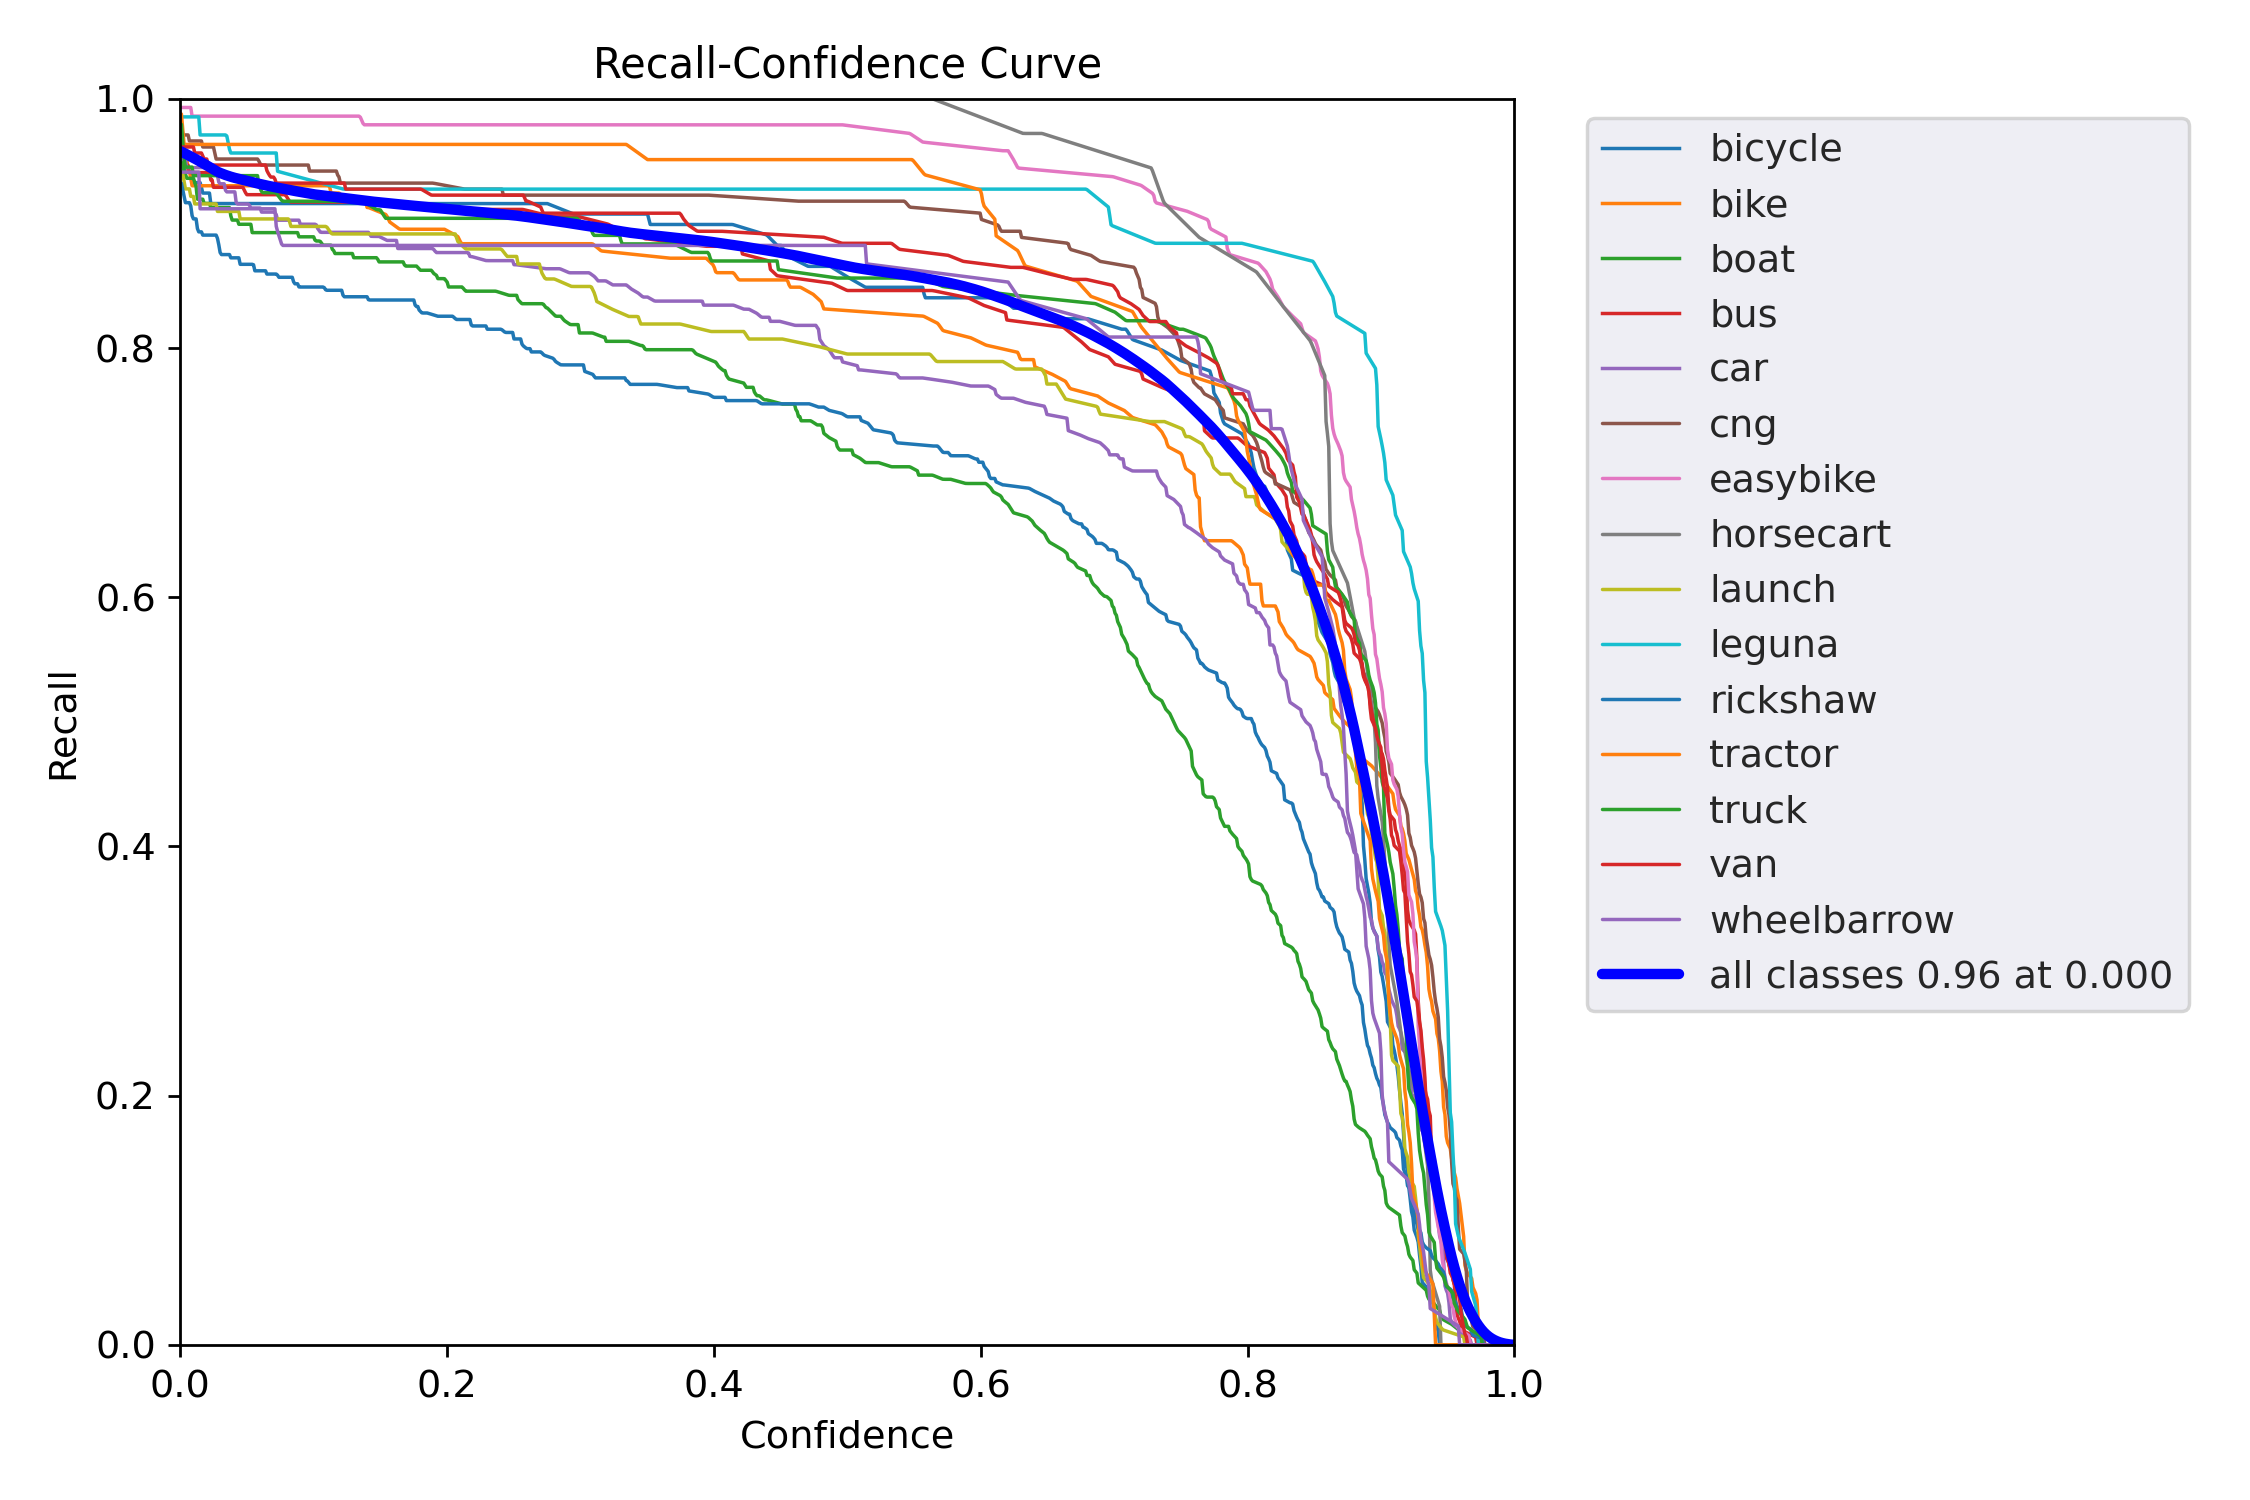 Recall-Confidence Curve
1.0
0.8
0.6
0.4
0.2
0.0
Recall
0.0 0.2 0.4 0.6 0.8 1.0
Confidence
bicycle
bike
boat
bus
car
cng
easybike
horsecart
launch
leguna
rickshaw
tractor
truck
van
wheelbarrow
all classes 0.96 at 0.000